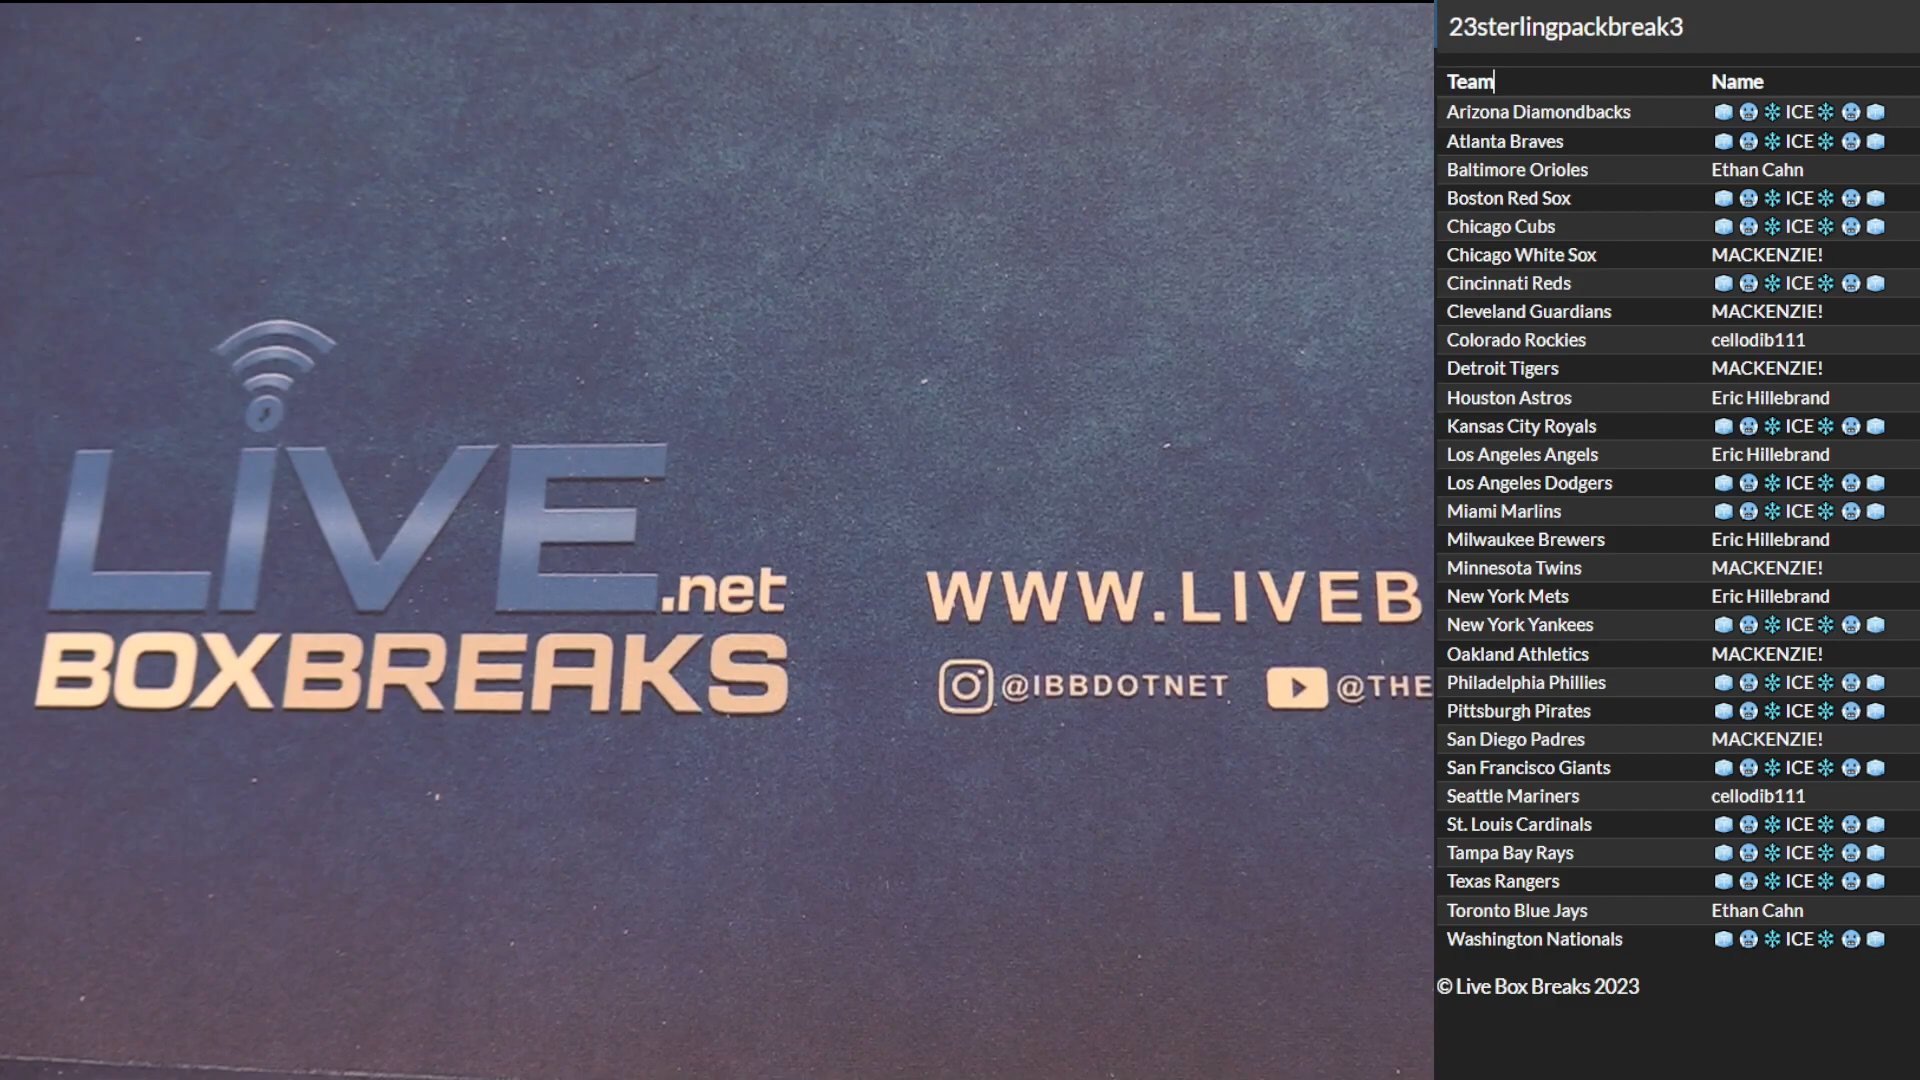 LIVE.net
BOXBREAKS
WWW.LIVEB
@IBBDOTNET @THE
23sterlingpackbreak3
Team Name
Arizona Diamondbacks 🧊🥶❄ICE❄🥶🧊
Atlanta Braves 🧊🥶❄ICE❄🥶🧊
Baltimore Orioles Ethan Cahn
Boston Red Sox 🧊🥶❄ICE❄🥶🧊
Chicago Cubs 🧊🥶❄ICE❄🥶🧊
Chicago White Sox MACKENZIE!
Cincinnati Reds 🧊🥶❄ICE❄🥶🧊
Cleveland Guardians MACKENZIE!
Colorado Rockies cellodib111
Detroit Tigers MACKENZIE!
Houston Astros Eric Hillebrand
Kansas City Royals 🧊🥶❄ICE❄🥶🧊
Los Angeles Angels Eric Hillebrand
Los Angeles Dodgers 🧊🥶❄ICE❄🥶🧊
Miami Marlins 🧊🥶❄ICE❄🥶🧊
Milwaukee Brewers Eric Hillebrand
Minnesota Twins MACKENZIE!
New York Mets Eric Hillebrand
New York Yankees 🧊🥶❄ICE❄🥶🧊
Oakland Athletics MACKENZIE!
Philadelphia Phillies 🧊🥶❄ICE❄🥶🧊
Pittsburgh Pirates 🧊🥶❄ICE❄🥶🧊
San Diego Padres MACKENZIE!
San Francisco Giants 🧊🥶❄ICE❄🥶🧊
Seattle Mariners cellodib111
St. Louis Cardinals 🧊🥶❄ICE❄🥶🧊
Tampa Bay Rays 🧊🥶❄ICE❄🥶🧊
Texas Rangers 🧊🥶❄ICE❄🥶🧊
Toronto Blue Jays Ethan Cahn
Washington Nationals 🧊🥶❄ICE❄🥶🧊
© Live Box Breaks 2023